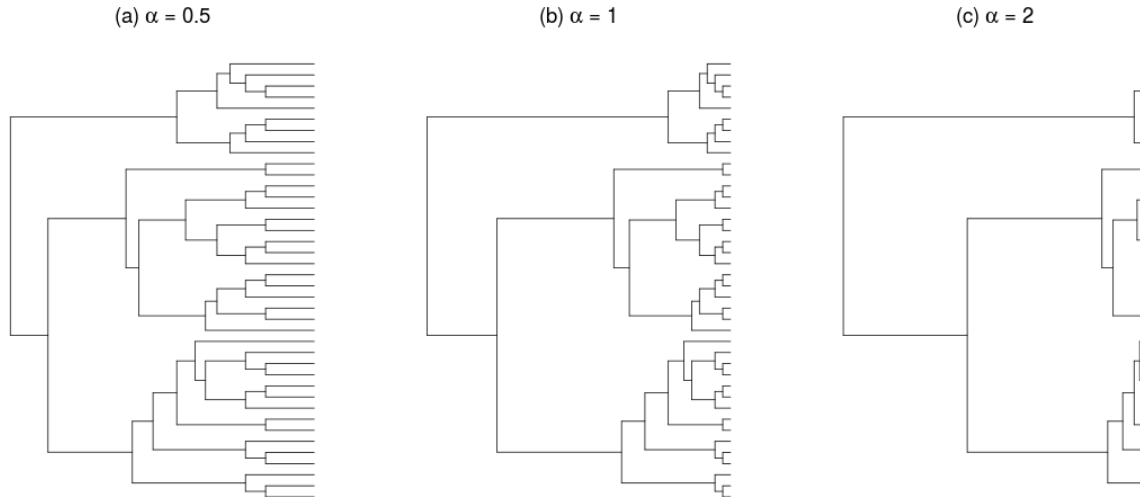 (a) α = 0.5
(b) α = 1
(c) α = 2